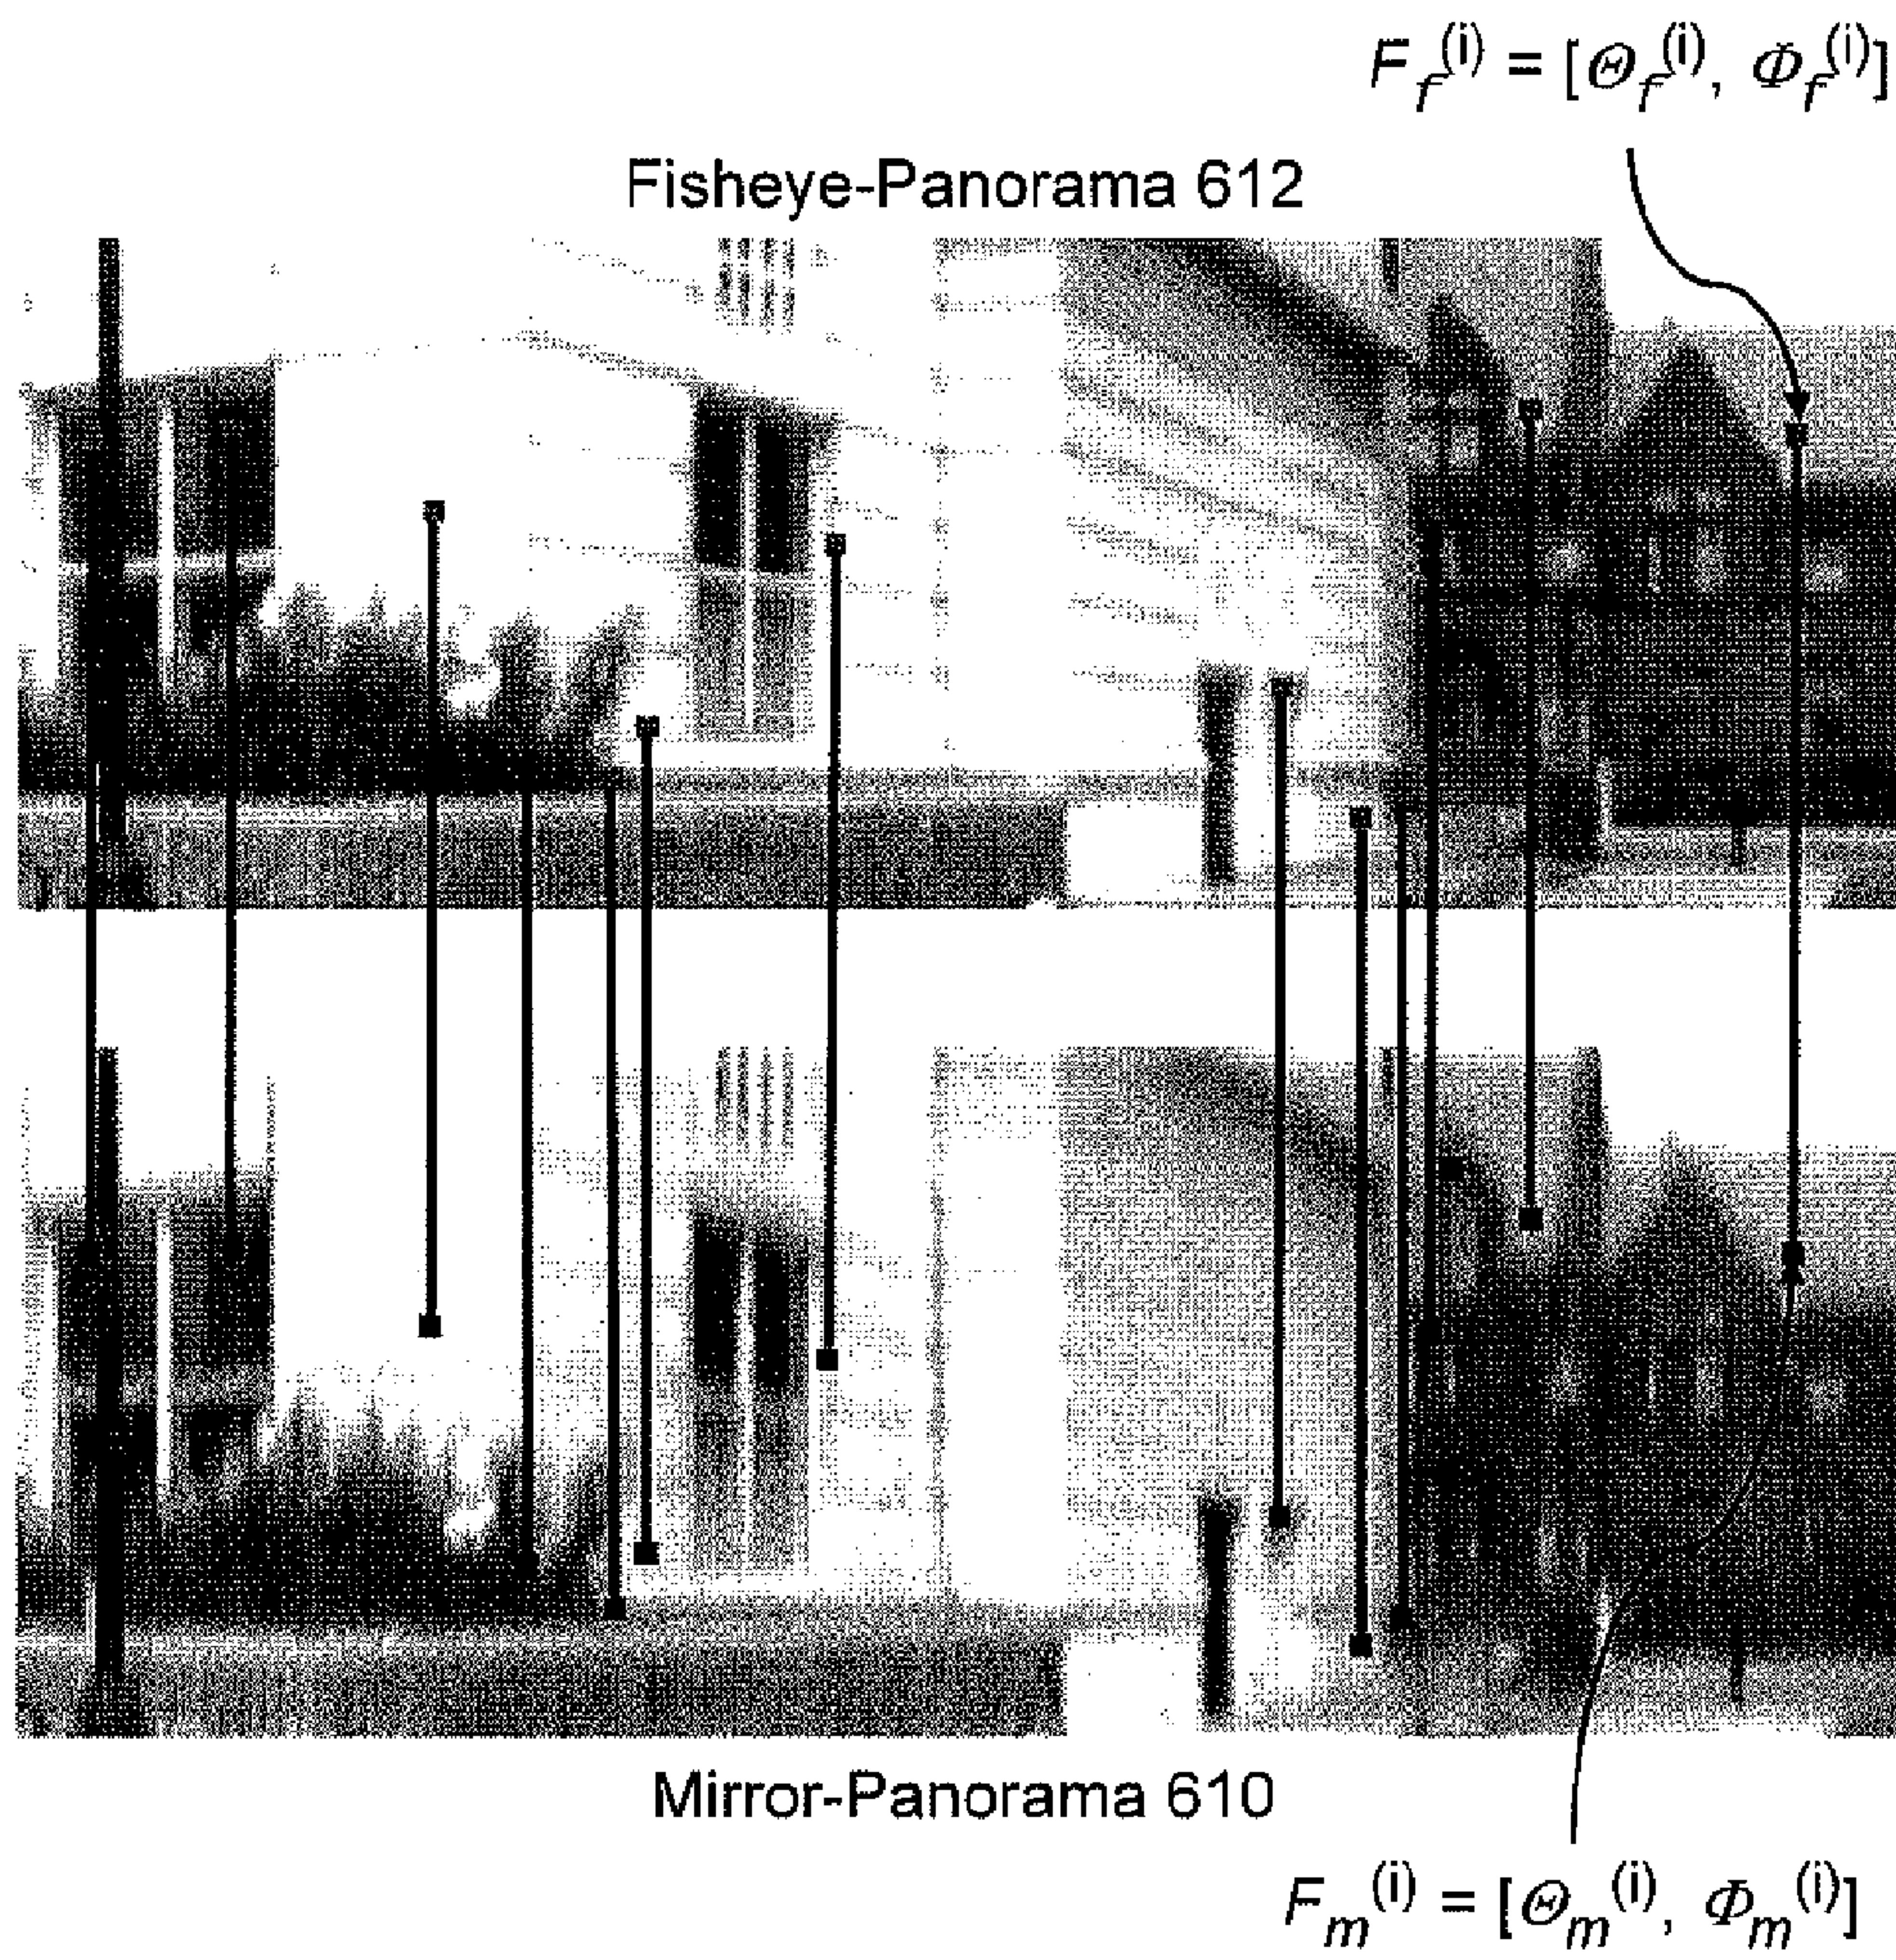 F_f^(i) = [Θ_f^(i), Φ_f^(i)]
Fisheye-Panorama 612
Mirror-Panorama 610
F_m^(i) = [Θ_m^(i), Φ_m^(i)]